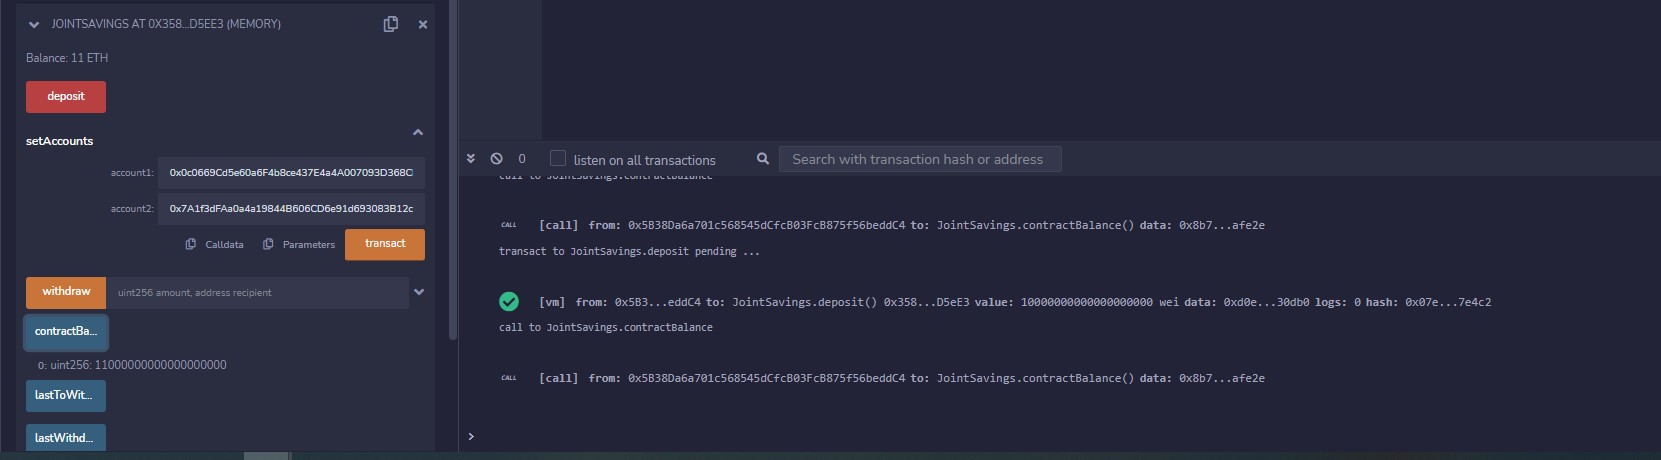 JOINTSAVINGS AT 0X358...D5EE3 (MEMORY)
Balance: 11 ETH
deposit
setAccounts
account1: 0x0c0669Cd5e60a6F4b8ce437E4a4A007093D368C
account2: 0x7A1f3dFAa0a4a19844B606CD6e91d693083B12c
Calldata Parameters transact
withdraw uint256 amount, address recipient
contractBa...
0: uint256: 11000000000000000000
lastToWit...
lastWithd...
0 listen on all transactions Search with transaction hash or address
call to JointSavings.contractBalance
CALL [call] from: 0x5B38Da6a701c568545dCfcB03FcB875f56beddC4 to: JointSavings.contractBalance() data: 0x8b7...afe2e
transact to JointSavings.deposit pending ...
[vm] from: 0x5B3...eddC4 to: JointSavings.deposit() 0x358...D5eE3 value: 10000000000000000000 wei data: 0xd0e...30db0 logs: 0 hash: 0x07e...7e4c2
call to JointSavings.contractBalance
CALL [call] from: 0x5B38Da6a701c568545dCfcB03FcB875f56beddC4 to: JointSavings.contractBalance() data: 0x8b7...afe2e
>